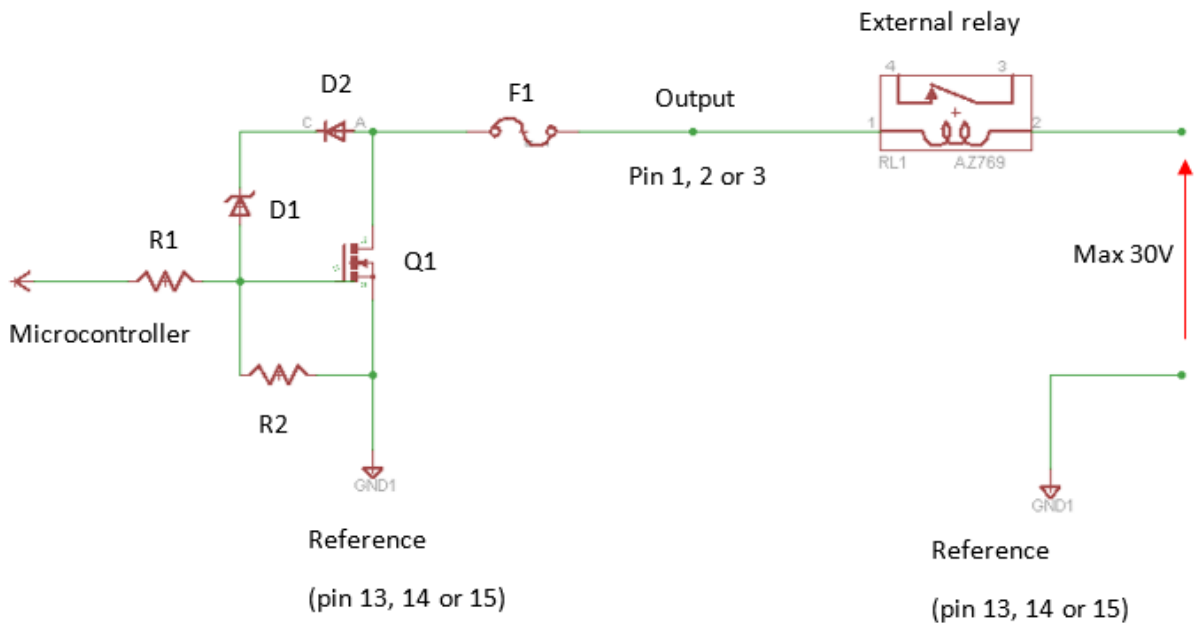 External relay
D2
F1
Output
4
3
C
A
1
2
RL1
AZ769
Pin 1, 2 or 3
D1
R1
Q1
Max 30V
Microcontroller
R2
GND1
GND1
Reference
(pin 13, 14 or 15)
Reference
(pin 13, 14 or 15)